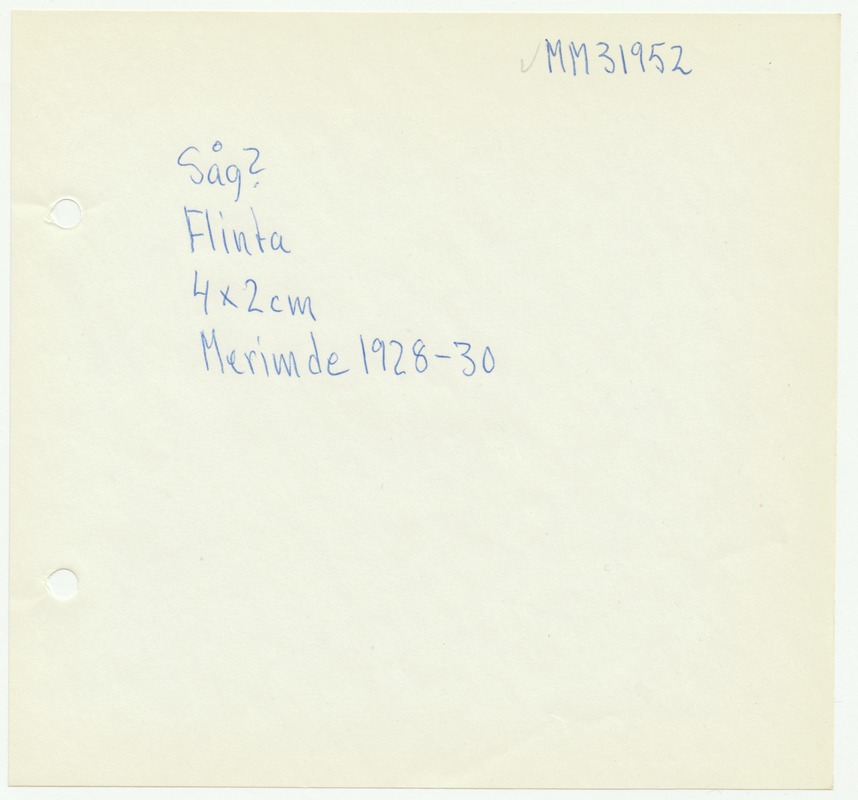 MM31952
Såg?
Flinta
4x2cm
Merimde 1928-30